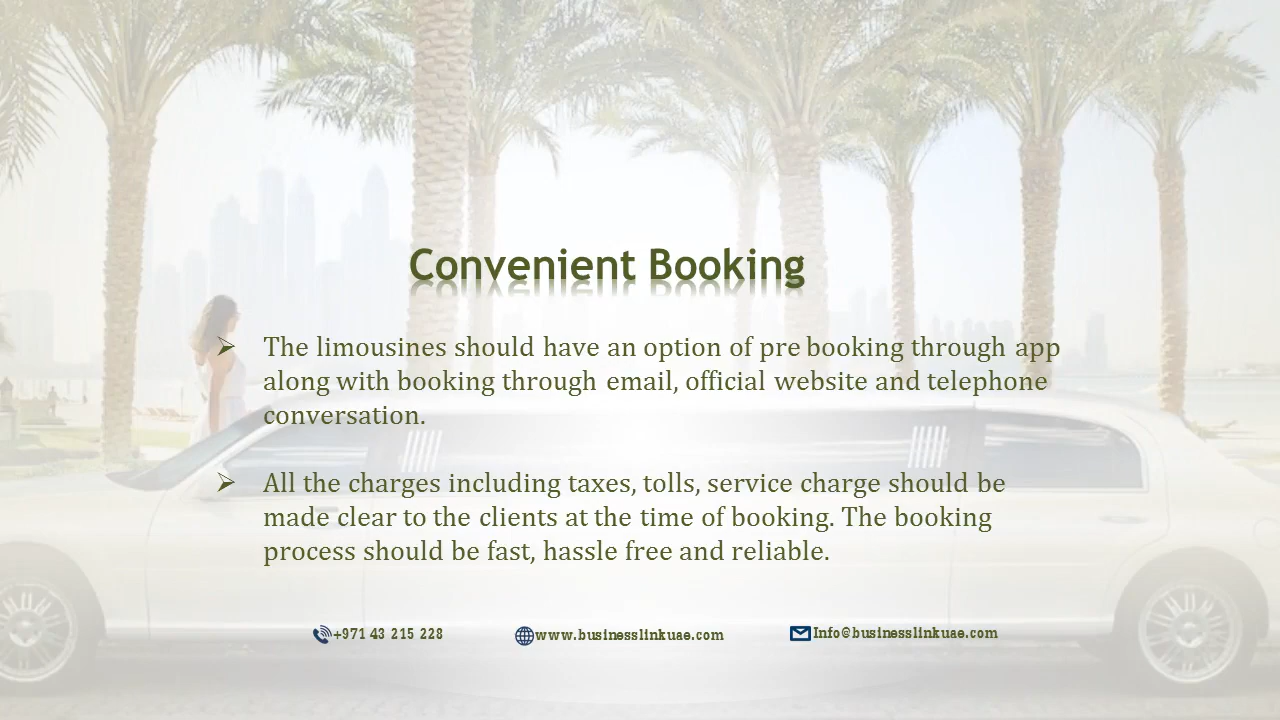 Convenient Booking
➢ The limousines should have an option of pre booking through app
along with booking through email, official website and telephone
conversation.
➢ All the charges including taxes, tolls, service charge should be
made clear to the clients at the time of booking. The booking
process should be fast, hassle free and reliable.
+971 43 215 228 www.businesslinkuae.com Info@businesslinkuae.com